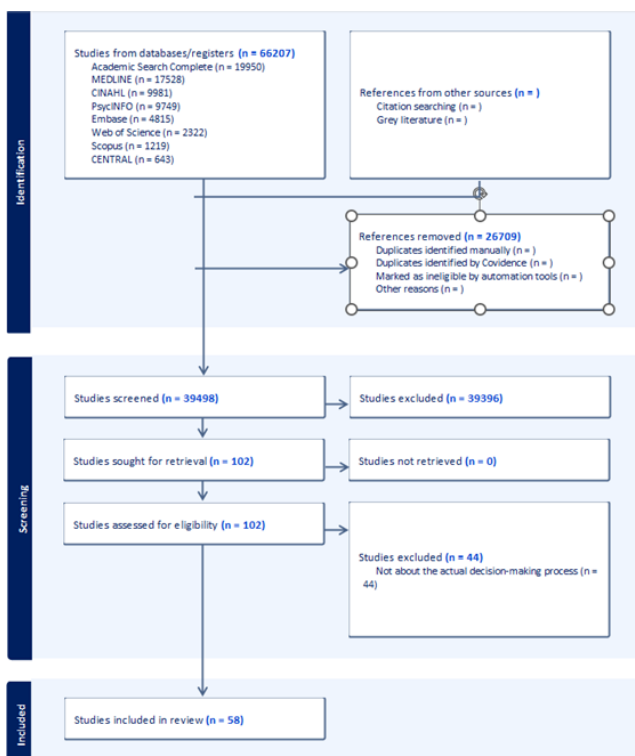 Identification
Studies from databases/registers (n = 66207)
Academic Search Complete (n = 19950)
MEDLINE (n = 17528)
CINAHL (n = 9981)
PsycINFO (n = 9749)
Embase (n = 4815)
Web of Science (n = 2322)
Scopus (n = 1219)
CENTRAL (n = 643)
References from other sources (n = )
Citation searching (n = )
Grey literature (n = )
References removed (n = 26709)
Duplicates identified manually (n = )
Duplicates identified by Covidence (n = )
Marked as ineligible by automation tools (n = )
Other reasons (n = )
Screening
Studies screened (n = 39498)
Studies excluded (n = 39396)
Studies sought for retrieval (n = 102)
Studies not retrieved (n = 0)
Studies assessed for eligibility (n = 102)
Studies excluded (n = 44)
Not about the actual decision-making process (n =
44)
Included
Studies included in review (n = 58)